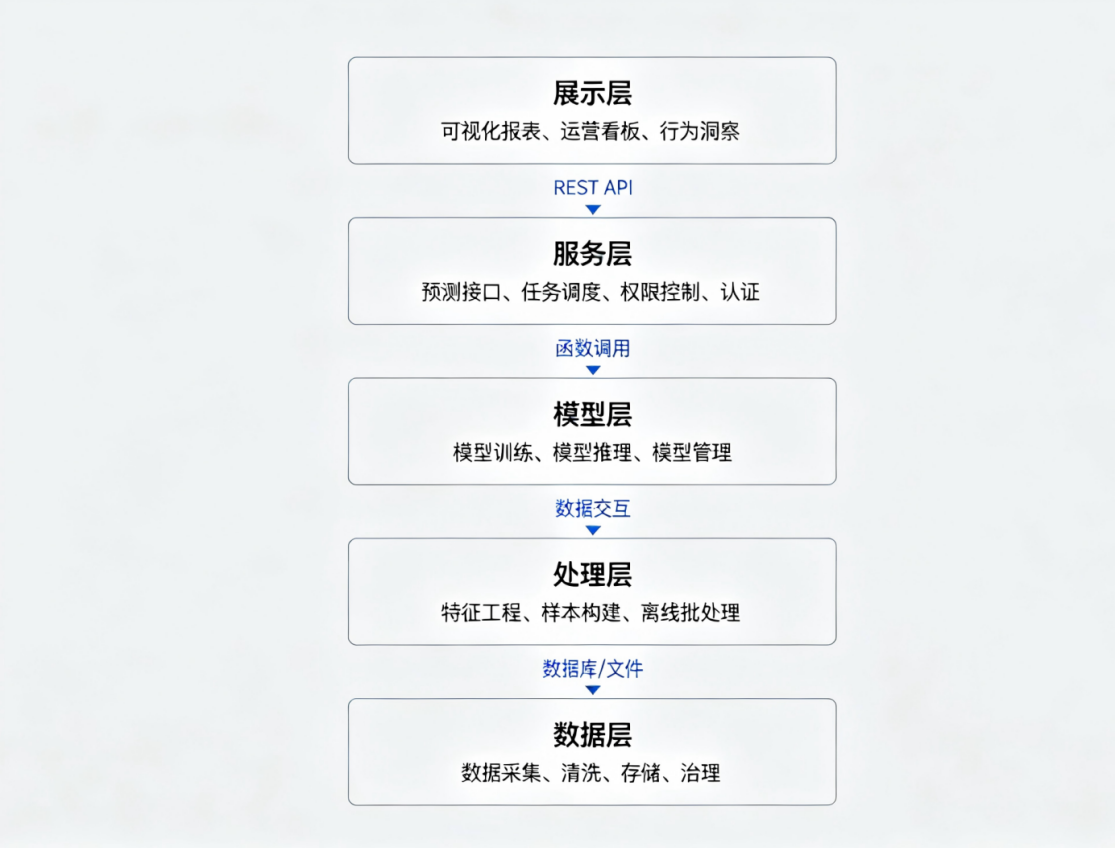 展示层
可视化报表、运营看板、行为洞察
REST API
服务层
预测接口、任务调度、权限控制、认证
函数调用
模型层
模型训练、模型推理、模型管理
数据交互
处理层
特征工程、样本构建、离线批处理
数据库/文件
数据层
数据采集、清洗、存储、治理